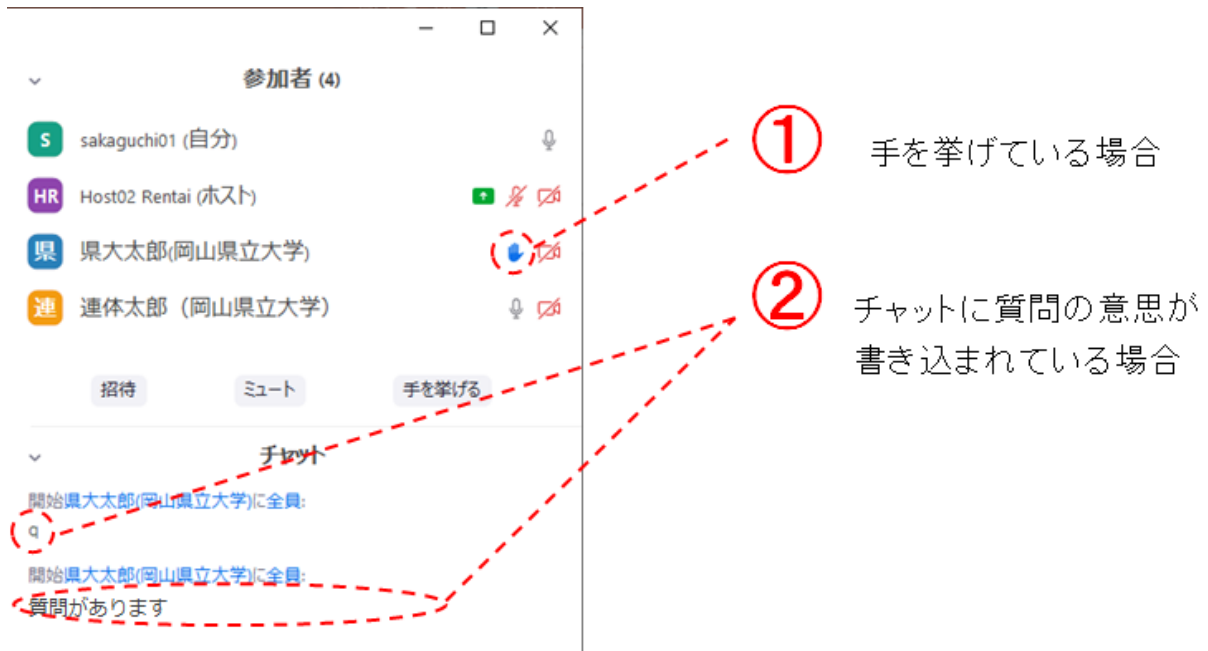 参加者 (4)
S sakaguchi01 (自分)
HR Host02 Rentai (ホスト)
県 県大太郎(岡山県立大学)
連 連体太郎（岡山県立大学）
招待 ミュート 手を挙げる
チャット
開始県大太郎(岡山県立大学)に全員:
q
開始県大太郎(岡山県立大学)に全員:
質問があります
① 手を挙げている場合
② チャットに質問の意思が
書き込まれている場合